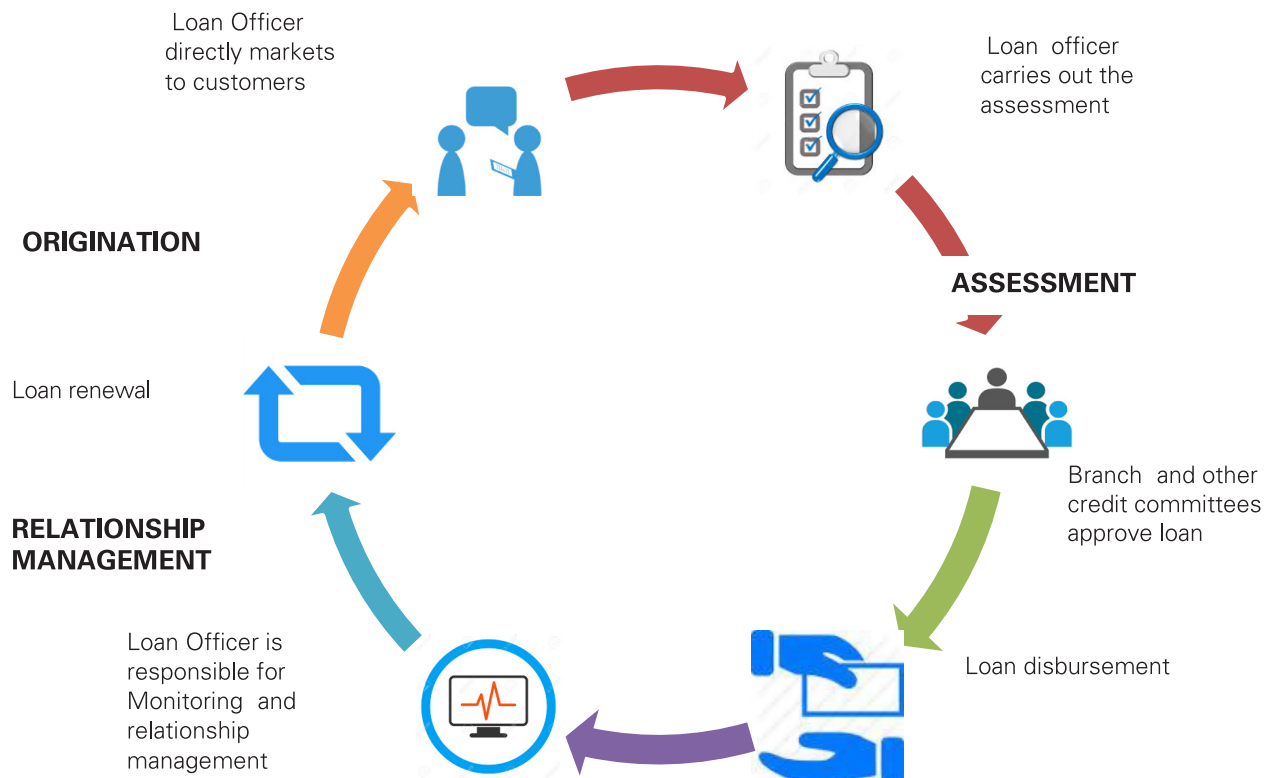 Loan Officer
directly markets
to customers
Loan officer
carries out the
assessment
ORIGINATION
ASSESSMENT
Loan renewal
Branch and other
credit committees
approve loan
RELATIONSHIP
MANAGEMENT
Loan Officer is
responsible for
Monitoring and
relationship
management
Loan disbursement